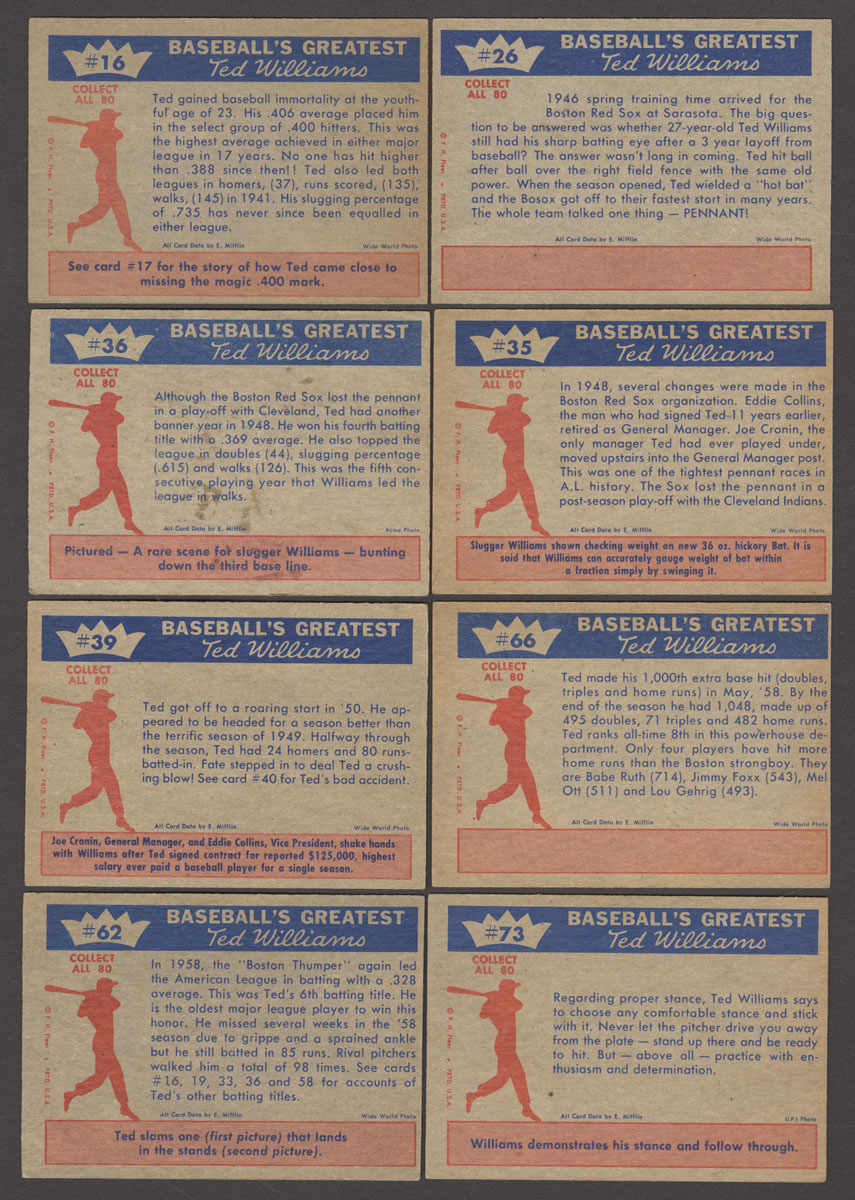 #16
BASEBALL'S GREATEST
Ted Williams
COLLECT
ALL 80
Ted gained baseball immortality at the youth-
ful age of 23. His .406 average placed him
in the select group of .400 hitters. This was
the highest average achieved in either major
league in 17 years. No one has hit higher
than .388 since then!! Ted also led both
leagues in homers, (37), runs scored, (135),
walks, (145) in 1941. His slugging percentage
of .735 has never since been equalled in
either league.
© F. H. Fleer • PRTD. U.S.A.
All Card Data by E. Mifflin
Wide World Photo
See card #17 for the story of how Ted came close to
missing the magic .400 mark.
#26
BASEBALL'S GREATEST
Ted Williams
COLLECT
ALL 80
1946 spring training time arrived for the
Boston Red Sox at Sarasota. The big ques-
tion to be answered was whether 27-year-old Ted Williams
still had his sharp batting eye after a 3 year layoff from
baseball? The answer wasn't long in coming. Ted hit ball
after ball over the right field fence with the same old
power. When the season opened, Ted wielded a "hot bat"
and the Bosox got off to their fastest start in many years.
The whole team talked one thing — PENNANT!
© F. H. Fleer • PRTD. U.S.A.
All Card Data by E. Mifflin
Wide World Photo
#36
BASEBALL'S GREATEST
Ted Williams
COLLECT
ALL 80
Although the Boston Red Sox lost the pennant
in a play-off with Cleveland, Ted had another
banner year in 1948. He won his fourth batting
title with a .369 average. He also topped the
league in doubles (44), slugging percentage
(.615) and walks (126). This was the fifth con-
secutive playing year that Williams led the
league in walks.
© F. H. Fleer • PRTD. U.S.A.
All Card Data by E. Mifflin
Acme Photo
Pictured — A rare scene for slugger Williams — bunting
down the third base line.
#35
BASEBALL'S GREATEST
Ted Williams
COLLECT
ALL 80
In 1948, several changes were made in the
Boston Red Sox organization. Eddie Collins,
the man who had signed Ted 11 years earlier,
retired as General Manager. Joe Cronin, the
only manager Ted had ever played under,
moved upstairs into the General Manager post.
This was one of the tightest pennant races in
A.L. history. The Sox lost the pennant in a
post-season play-off with the Cleveland Indians.
© F. H. Fleer • PRTD. U.S.A.
All Card Data by E. Mifflin
Wide World Photo
Slugger Williams shown checking weight on new 36 oz. hickory Bat. It is
said that Williams can accurately gauge weight of bat within
a fraction simply by swinging it.
#39
BASEBALL'S GREATEST
Ted Williams
COLLECT
ALL 80
Ted got off to a roaring start in '50. He ap-
peared to be headed for a season better than
the terrific season of 1949. Halfway through
the season, Ted had 24 homers and 80 runs-
batted-in. Fate stepped in to deal Ted a crush-
ing blow! See card #40 for Ted's bad accident.
© F. H. Fleer • PRTD. U.S.A.
All Card Data by E. Mifflin
Wide World Photo
Joe Cronin, General Manager, and Eddie Collins, Vice President, shake hands
with Williams after Ted signed contract for reported $125,000, highest
salary ever paid a baseball player for a single season.
#66
BASEBALL'S GREATEST
Ted Williams
COLLECT
ALL 80
Ted made his 1,000th extra base hit (doubles,
triples and home runs) in May, '58. By the
end of the season he had 1,048, made up of
495 doubles, 71 triples and 482 home runs.
Ted ranks all-time 8th in this powerhouse de-
partment. Only four players have hit more
home runs than the Boston strongboy. They
are Babe Ruth (714), Jimmy Foxx (543), Mel
Ott (511) and Lou Gehrig (493).
© F. H. Fleer • PRTD. U.S.A.
All Card Data by E. Mifflin
Wide World Photo
#62
BASEBALL'S GREATEST
Ted Williams
COLLECT
ALL 80
In 1958, the "Boston Thumper" again led
the American League in batting with a .328
average. This was Ted's 6th batting title. He
is the oldest major league player to win this
honor. He missed several weeks in the '58
season due to grippe and a sprained ankle
but he still batted in 85 runs. Rival pitchers
walked him a total of 98 times. See cards
#16, 19, 33, 36 and 58 for accounts of
Ted's other batting titles.
© F. H. Fleer • PRTD. U.S.A.
All Card Data by E. Mifflin
Wide World Photo
Ted slams one (first picture) that lands
in the stands (second picture).
#73
BASEBALL'S GREATEST
Ted Williams
COLLECT
ALL 80
Regarding proper stance, Ted Williams says
to choose any comfortable stance and stick
with it. Never let the pitcher drive you away
from the plate — stand up there and be ready
to hit. But — above all — practice with en-
thusiasm and determination.
© F. H. Fleer • PRTD. U.S.A.
All Card Data by E. Mifflin
U.P.I. Photo
Williams demonstrates his stance and follow through.